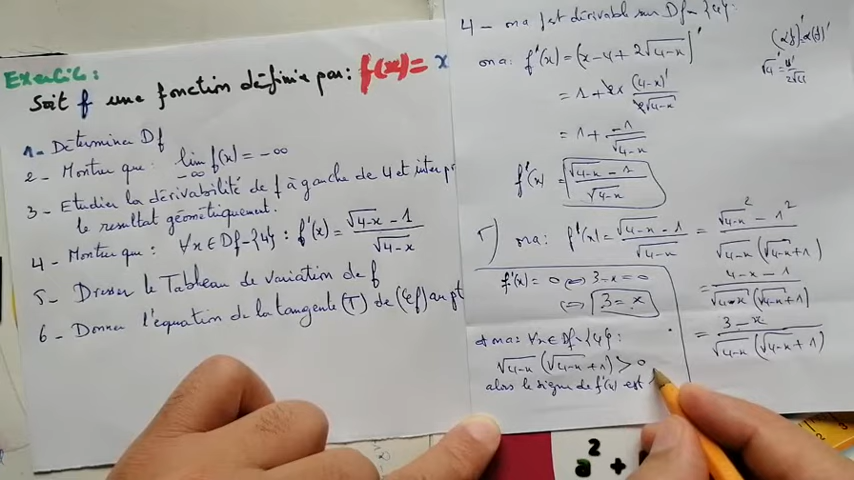 Exercice:
Soit f une fonction définie par: f(x)= x
1- Déterminer Df
2- Montrer que: lim f(x) = -∞
-∞
3- Etudier la dérivabilité de f à gauche de 4 et interpr
le resultat géométriquement.
4- Montrer que: ∀x∈Df-{4}: f'(x) = (√4-x - 1)/√4-x
5- Dresser le Tableau de variation de f
6- Donner l'équation de la tangente (T) de (Cf) au pt
4- on a f est dérivable sur Df-{4}:
on a: f'(x) = (x-4+2√4-x)'
= 1 + 2x (4-x)'/2√4-x
= 1 + -1/√4-x
f'(x) = (√4-x - 1)/√4-x
(αf)'=α(f)'
√u' = u'/2√u
5) on a: f'(x) = (√4-x - 1)/√4-x = (√4-x² - 1²)/√4-x(√4-x+1)
= (4-x-1)/√4-x(√4-x+1)
= (3-x)/√4-x(√4-x+1)
f'(x) = 0 ⟺ 3-x = 0
⟺ 3 = x
et on a: ∀x∈Df-{4}:
√4-x(√4-x+1) > 0
alors le signe de f'(x) est
a² +